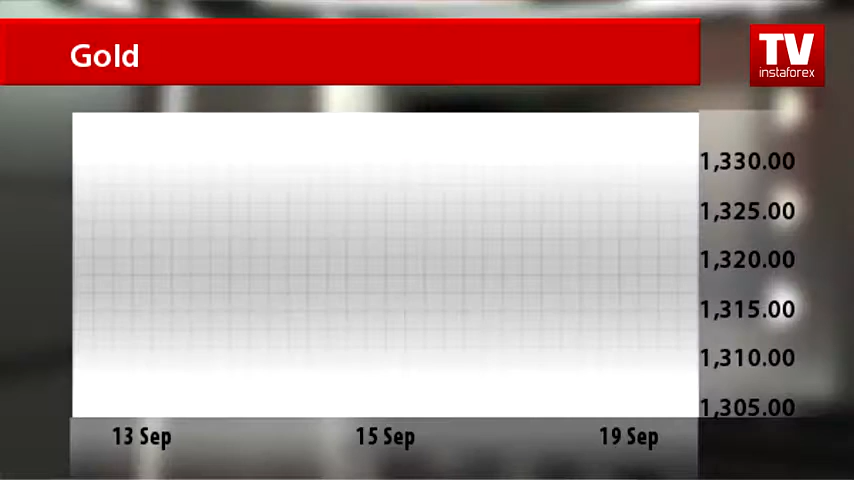 Gold
TV
instaforex
1,330.00
1,325.00
1,320.00
1,315.00
1,310.00
1,305.00
13 Sep
15 Sep
19 Sep